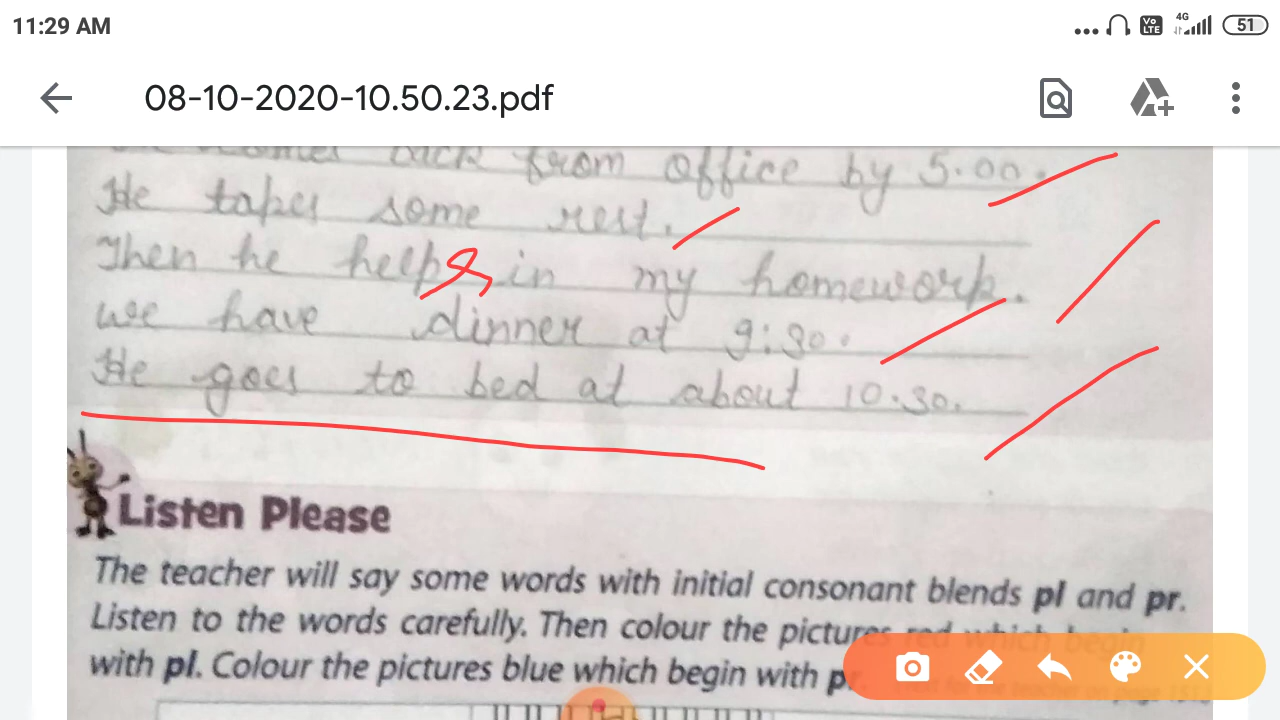 11:29 AM
Vo LTE 4G 51
08-10-2020-10.50.23.pdf
back from office by 5.00.
He takes some rest.
Then he helps in my homework.
we have dinner at 9:30.
He goes to bed at about 10.30.
Listen Please
The teacher will say some words with initial consonant blends pl and pr.
Listen to the words carefully. Then colour the pictures red which begin
with pl. Colour the pictures blue which begin with pr.